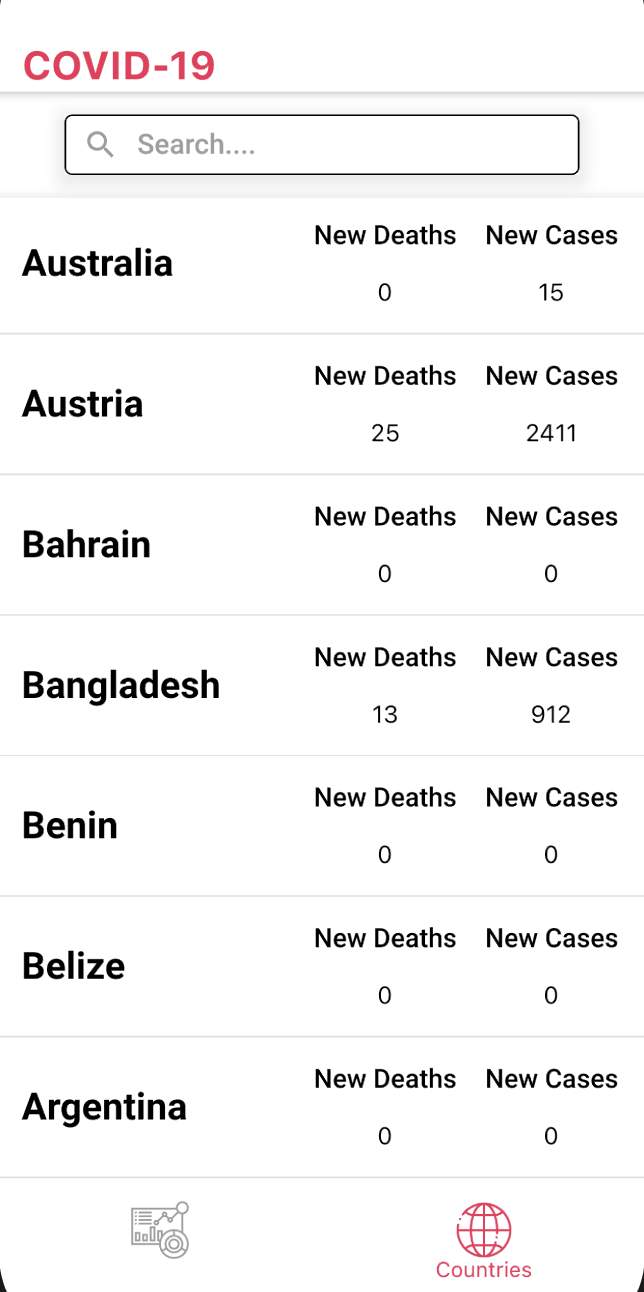 COVID-19
Search....
New Deaths New Cases
Australia
0 15
New Deaths New Cases
Austria
25 2411
New Deaths New Cases
Bahrain
0 0
New Deaths New Cases
Bangladesh
13 912
New Deaths New Cases
Benin
0 0
New Deaths New Cases
Belize
0 0
New Deaths New Cases
Argentina
0 0
Countries